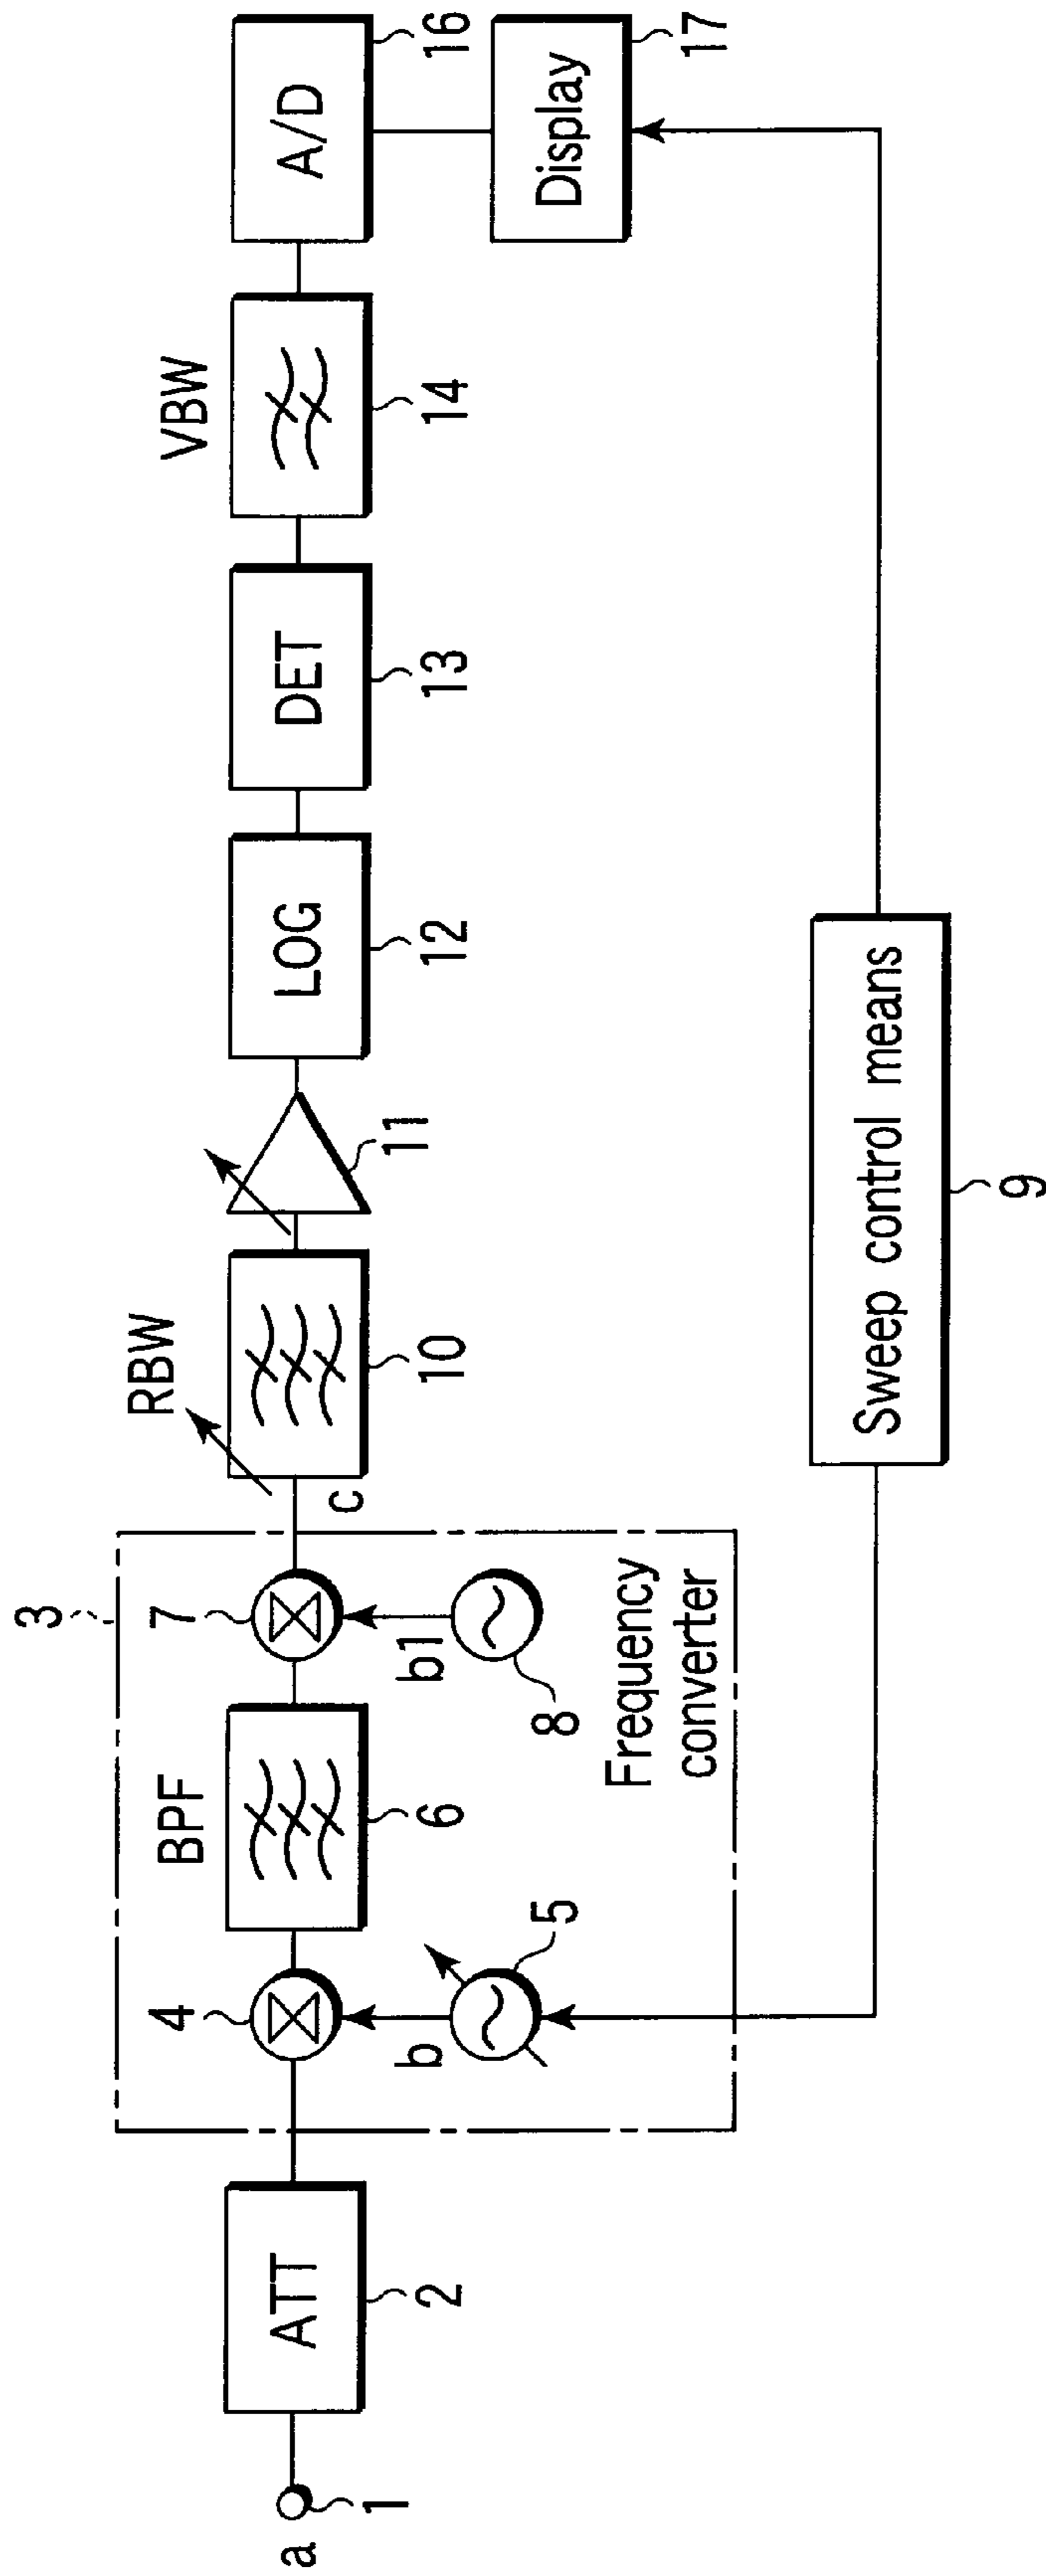 a
1
ATT
2
3
4
b
5
BPF
6
7
b1
8
Frequency
converter
c
RBW
10
11
LOG
12
DET
13
VBW
14
A/D
16
Display
17
Sweep control means
9